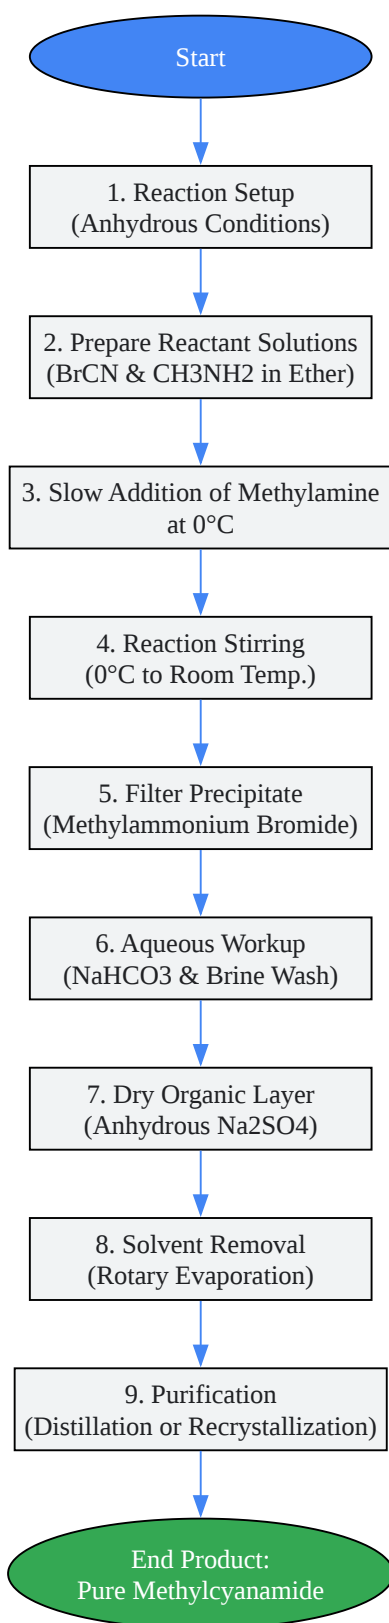 Start
1. Reaction Setup
(Anhydrous Conditions)
2. Prepare Reactant Solutions
(BrCN & CH3NH2 in Ether)
3. Slow Addition of Methylamine
at 0°C
4. Reaction Stirring
(0°C to Room Temp.)
5. Filter Precipitate
(Methylammonium Bromide)
6. Aqueous Workup
(NaHCO3 & Brine Wash)
7. Dry Organic Layer
(Anhydrous Na2SO4)
8. Solvent Removal
(Rotary Evaporation)
9. Purification
(Distillation or Recrystallization)
End Product:
Pure Methylcyanamide